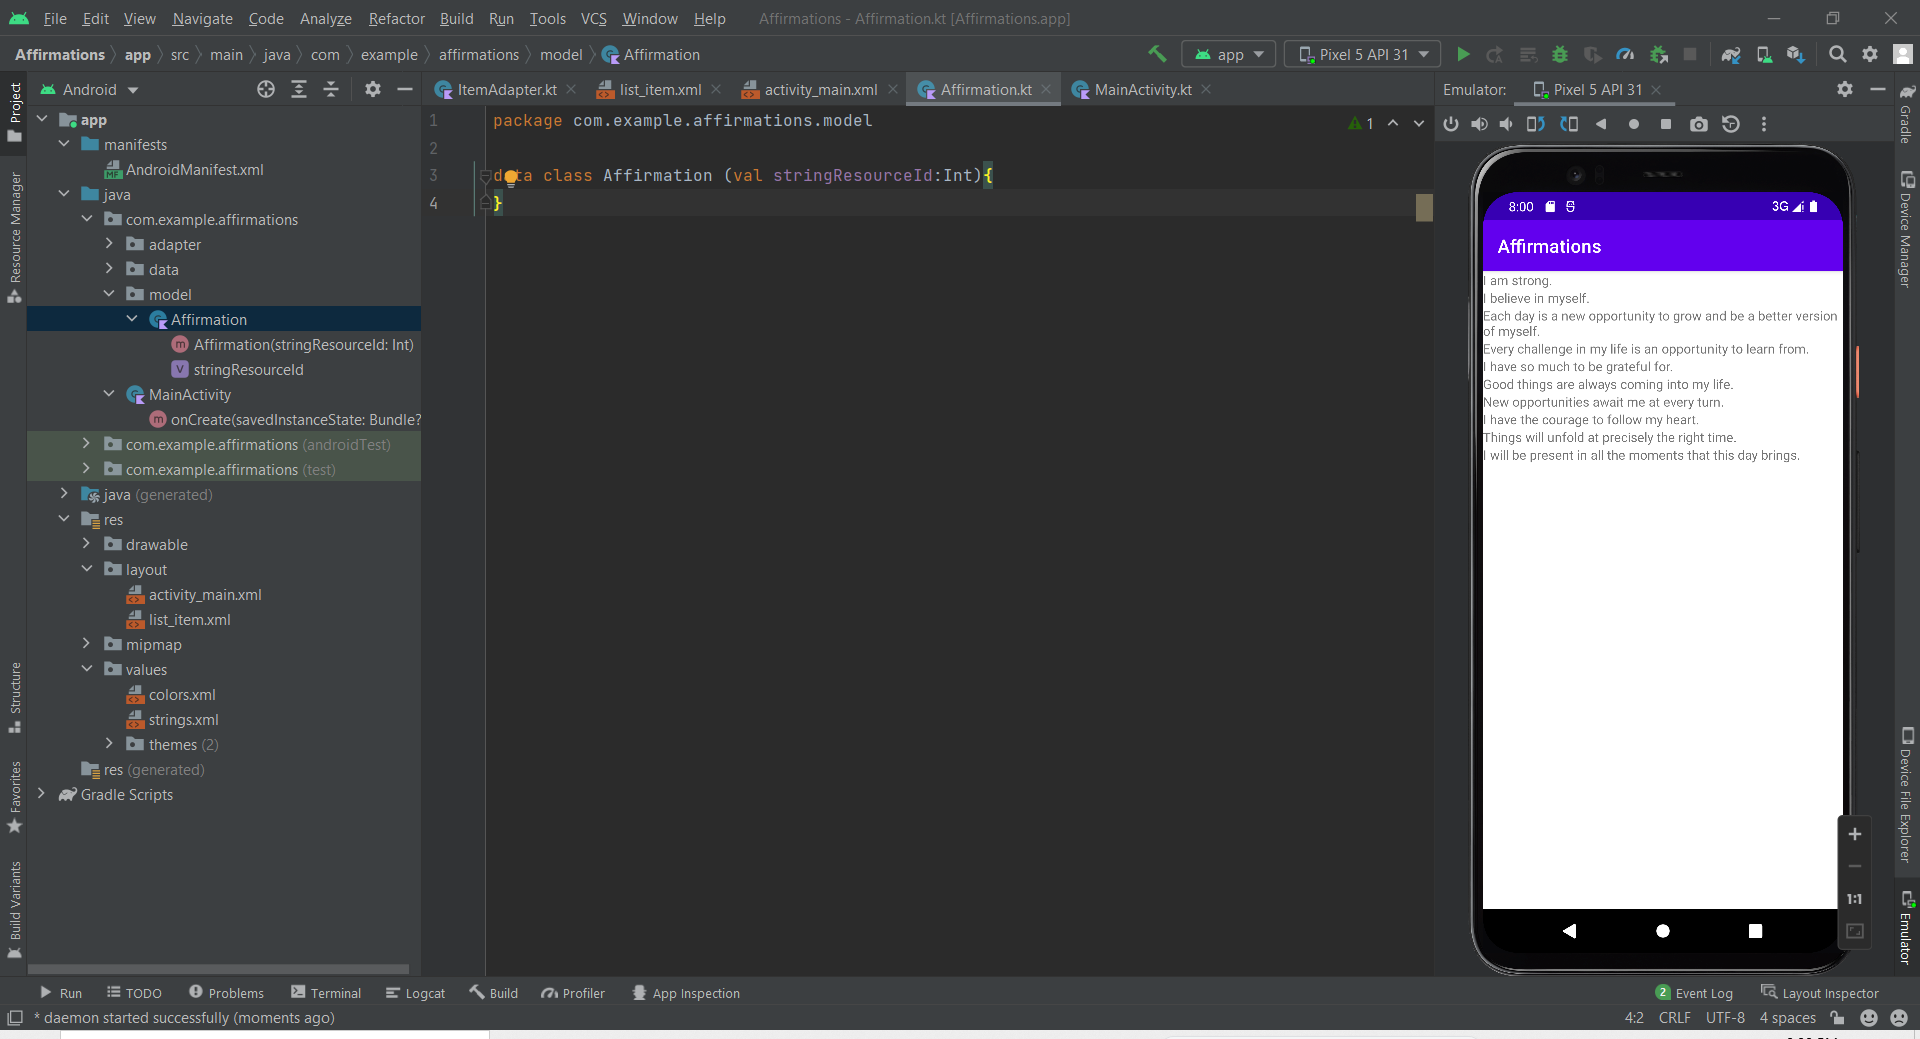 File Edit View Navigate Code Analyze Refactor Build Run Tools VCS Window Help Affirmations - Affirmation.kt [Affirmations.app]
Affirmations app src main java com example affirmations model Affirmation app Pixel 5 API 31
Android ItemAdapter.kt list_item.xml activity_main.xml Affirmation.kt MainActivity.kt Emulator: Pixel 5 API 31
Project
Resource Manager
Structure
Favorites
Build Variants
app
manifests
AndroidManifest.xml
java
com.example.affirmations
adapter
data
model
Affirmation
Affirmation(stringResourceId: Int)
stringResourceId
MainActivity
onCreate(savedInstanceState: Bundle?
com.example.affirmations (androidTest)
com.example.affirmations (test)
java (generated)
res
drawable
layout
activity_main.xml
list_item.xml
mipmap
values
colors.xml
strings.xml
themes (2)
res (generated)
Gradle Scripts
1 package com.example.affirmations.model
2
3 data class Affirmation (val stringResourceId:Int){
4 }
1
8:00 3G
Affirmations
I am strong.
I believe in myself.
Each day is a new opportunity to grow and be a better version
of myself.
Every challenge in my life is an opportunity to learn from.
I have so much to be grateful for.
Good things are always coming into my life.
New opportunities await me at every turn.
I have the courage to follow my heart.
Things will unfold at precisely the right time.
I will be present in all the moments that this day brings.
1:1
Gradle
Device Manager
Device File Explorer
Emulator
Run TODO Problems Terminal Logcat Build Profiler App Inspection 2 Event Log Layout Inspector
* daemon started successfully (moments ago) 4:2 CRLF UTF-8 4 spaces